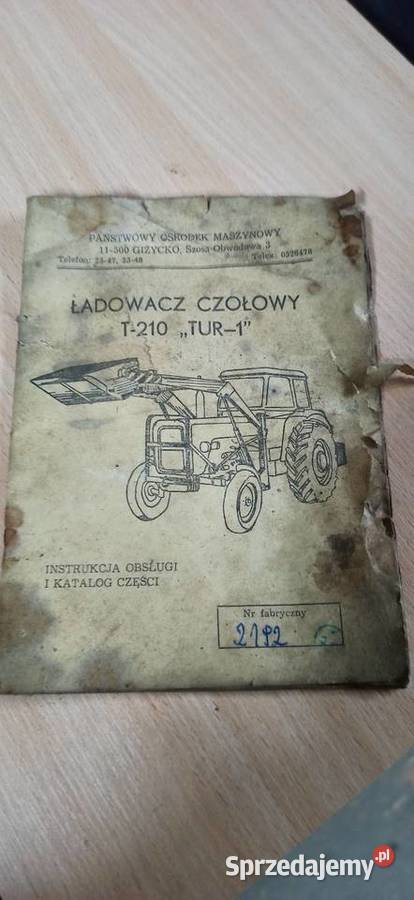 PAŃSTWOWY OŚRODEK MASZYNOWY
11-500 GIŻYCKO, Szosa Obwodowa 3
Telefon: 23-47, 33-48 Telex: 0526478
ŁADOWACZ CZOŁOWY
T-210 „TUR-1”
INSTRUKCJA OBSŁUGI
I KATALOG CZĘŚCI
Nr fabryczny
2192
Sprzedajemy.pl